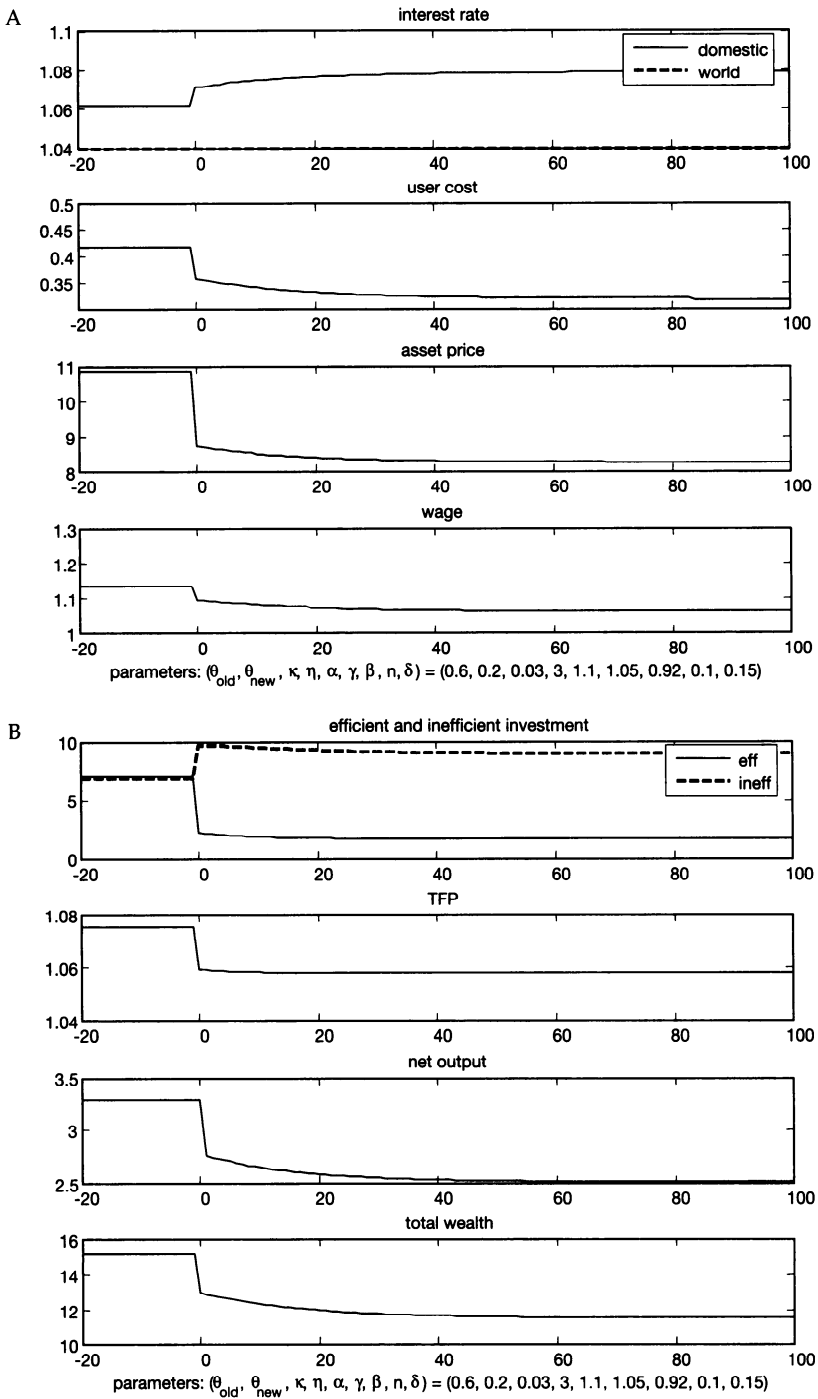 A
interest rate
1.1
1.08
1.06
1.04
domestic
world
-20 0 20 40 60 80 100
user cost
0.5
0.45
0.4
0.35
-20 0 20 40 60 80 100
asset price
11
10
9
8
-20 0 20 40 60 80 100
wage
1.3
1.2
1.1
1
-20 0 20 40 60 80 100
parameters: (θold, θnew, κ, η, α, γ, β, n, δ) = (0.6, 0.2, 0.03, 3, 1.1, 1.05, 0.92, 0.1, 0.15)
B
efficient and inefficient investment
10
5
0
eff
ineff
-20 0 20 40 60 80 100
TFP
1.08
1.06
1.04
-20 0 20 40 60 80 100
net output
3.5
3
2.5
-20 0 20 40 60 80 100
total wealth
16
14
12
10
-20 0 20 40 60 80 100
parameters: (θold, θnew, κ, η, α, γ, β, n, δ) = (0.6, 0.2, 0.03, 3, 1.1, 1.05, 0.92, 0.1, 0.15)